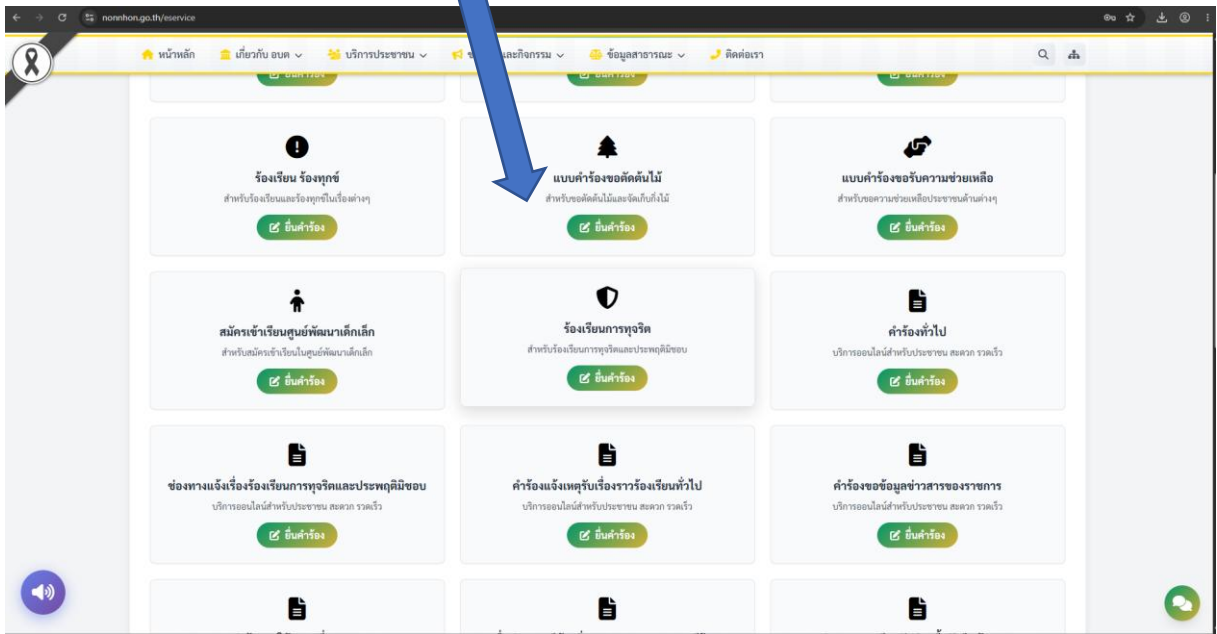 nonnhon.go.th/eservice
หน้าหลัก เกี่ยวกับ อบต บริการประชาชน ข และกิจกรรม ข้อมูลสาธารณะ ติดต่อเรา
ยื่นคำร้อง ยื่นคำร้อง ยื่นคำร้อง
ร้องเรียน ร้องทุกข์ แบบคำร้องขอตัดต้นไม้ แบบคำร้องขอรับความช่วยเหลือ
สำหรับร้องเรียนและร้องทุกข์ในเรื่องต่างๆ สำหรับขอตัดต้นไม้และจัดเก็บกิ่งไม้ สำหรับขอความช่วยเหลือประชาชนด้านต่างๆ
ยื่นคำร้อง ยื่นคำร้อง ยื่นคำร้อง
สมัครเข้าเรียนศูนย์พัฒนาเด็กเล็ก ร้องเรียนการทุจริต คำร้องทั่วไป
สำหรับสมัครเข้าเรียนในศูนย์พัฒนาเด็กเล็ก สำหรับร้องเรียนการทุจริตและประพฤติมิชอบ บริการออนไลน์สำหรับประชาชน สะดวก รวดเร็ว
ยื่นคำร้อง ยื่นคำร้อง ยื่นคำร้อง
ช่องทางแจ้งเรื่องร้องเรียนการทุจริตและประพฤติมิชอบ คำร้องแจ้งเหตุรับเรื่องราวร้องเรียนทั่วไป คำร้องขอข้อมูลข่าวสารของราชการ
บริการออนไลน์สำหรับประชาชน สะดวก รวดเร็ว บริการออนไลน์สำหรับประชาชน สะดวก รวดเร็ว บริการออนไลน์สำหรับประชาชน สะดวก รวดเร็ว
ยื่นคำร้อง ยื่นคำร้อง ยื่นคำร้อง